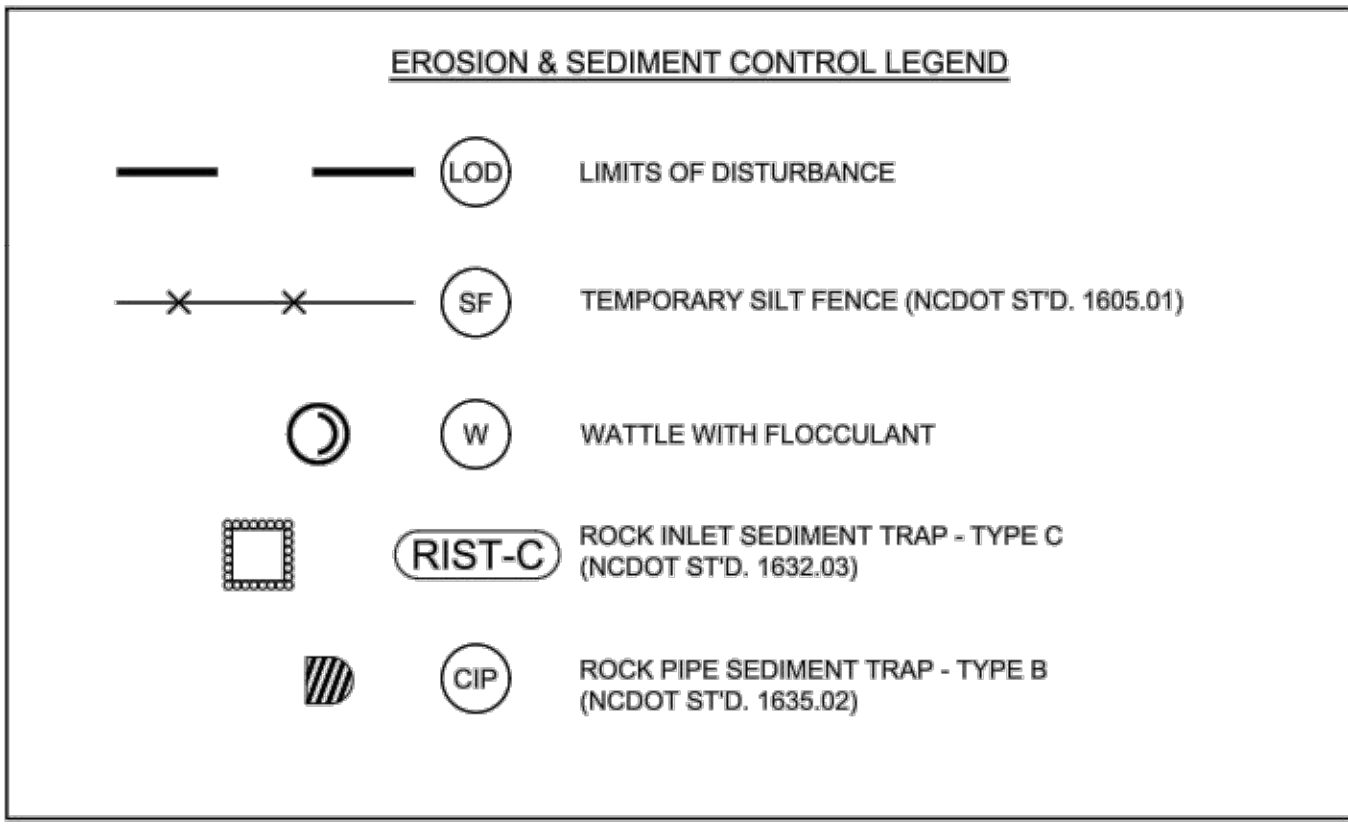 EROSION & SEDIMENT CONTROL LEGEND
LOD LIMITS OF DISTURBANCE
SF TEMPORARY SILT FENCE (NCDOT ST'D. 1605.01)
W WATTLE WITH FLOCCULANT
RIST-C ROCK INLET SEDIMENT TRAP - TYPE C
(NCDOT ST'D. 1632.03)
CIP ROCK PIPE SEDIMENT TRAP - TYPE B
(NCDOT ST'D. 1635.02)